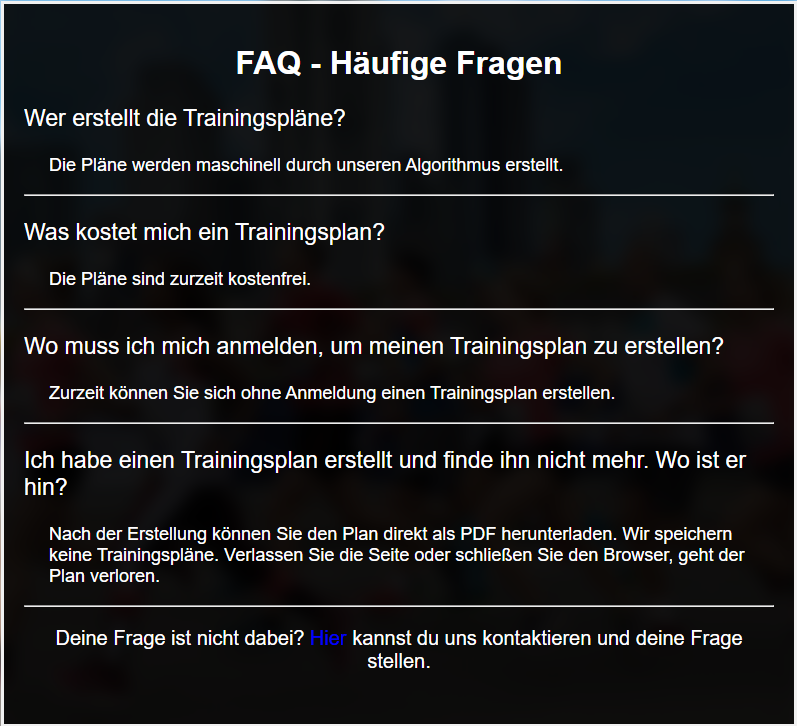 FAQ - Häufige Fragen
Wer erstellt die Trainingspläne?
Die Pläne werden maschinell durch unseren Algorithmus erstellt.
Was kostet mich ein Trainingsplan?
Die Pläne sind zurzeit kostenfrei.
Wo muss ich mich anmelden, um meinen Trainingsplan zu erstellen?
Zurzeit können Sie sich ohne Anmeldung einen Trainingsplan erstellen.
Ich habe einen Trainingsplan erstellt und finde ihn nicht mehr. Wo ist er
hin?
Nach der Erstellung können Sie den Plan direkt als PDF herunterladen. Wir speichern
keine Trainingspläne. Verlassen Sie die Seite oder schließen Sie den Browser, geht der
Plan verloren.
Deine Frage ist nicht dabei? Hier kannst du uns kontaktieren und deine Frage
stellen.